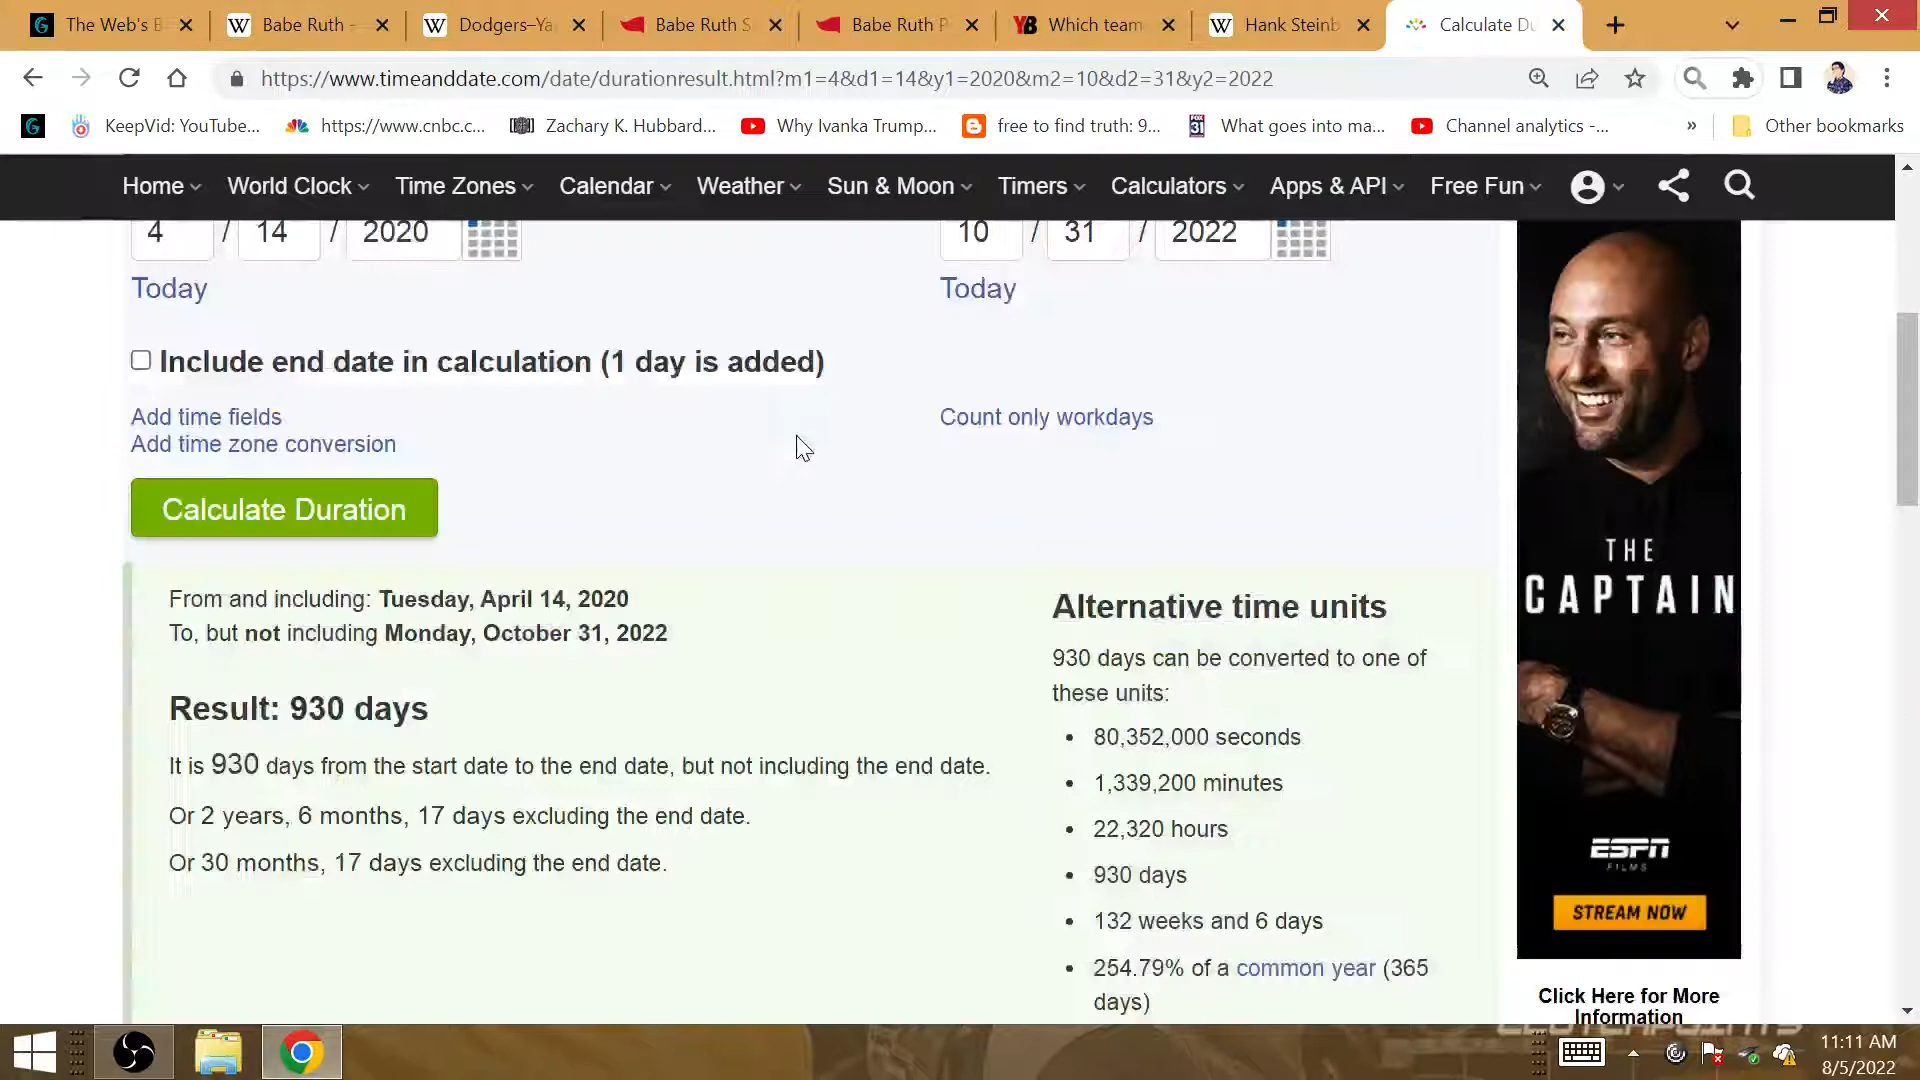 The Web's B
Babe Ruth -
Dodgers–Ya
Babe Ruth S
Babe Ruth P
Which team
Hank Steinb
Calculate Du
https://www.timeanddate.com/date/durationresult.html?m1=4&d1=14&y1=2020&m2=10&d2=31&y2=2022
KeepVid: YouTube...
https://www.cnbc.c...
Zachary K. Hubbard...
Why Ivanka Trump...
free to find truth: 9...
What goes into ma...
Channel analytics -...
»
Other bookmarks
Home
World Clock
Time Zones
Calendar
Weather
Sun & Moon
Timers
Calculators
Apps & API
Free Fun
4 / 14 / 2020
10 / 31 / 2022
Today
Today
Include end date in calculation (1 day is added)
Add time fields
Count only workdays
Add time zone conversion
Calculate Duration
From and including: Tuesday, April 14, 2020
To, but not including Monday, October 31, 2022
Result: 930 days
It is 930 days from the start date to the end date, but not including the end date.
Or 2 years, 6 months, 17 days excluding the end date.
Or 30 months, 17 days excluding the end date.
Alternative time units
930 days can be converted to one of
these units:
• 80,352,000 seconds
• 1,339,200 minutes
• 22,320 hours
• 930 days
• 132 weeks and 6 days
• 254.79% of a common year (365
days)
THE
CAPTAIN
ESPN
FILMS
STREAM NOW
Click Here for More
Information
11:11 AM
8/5/2022